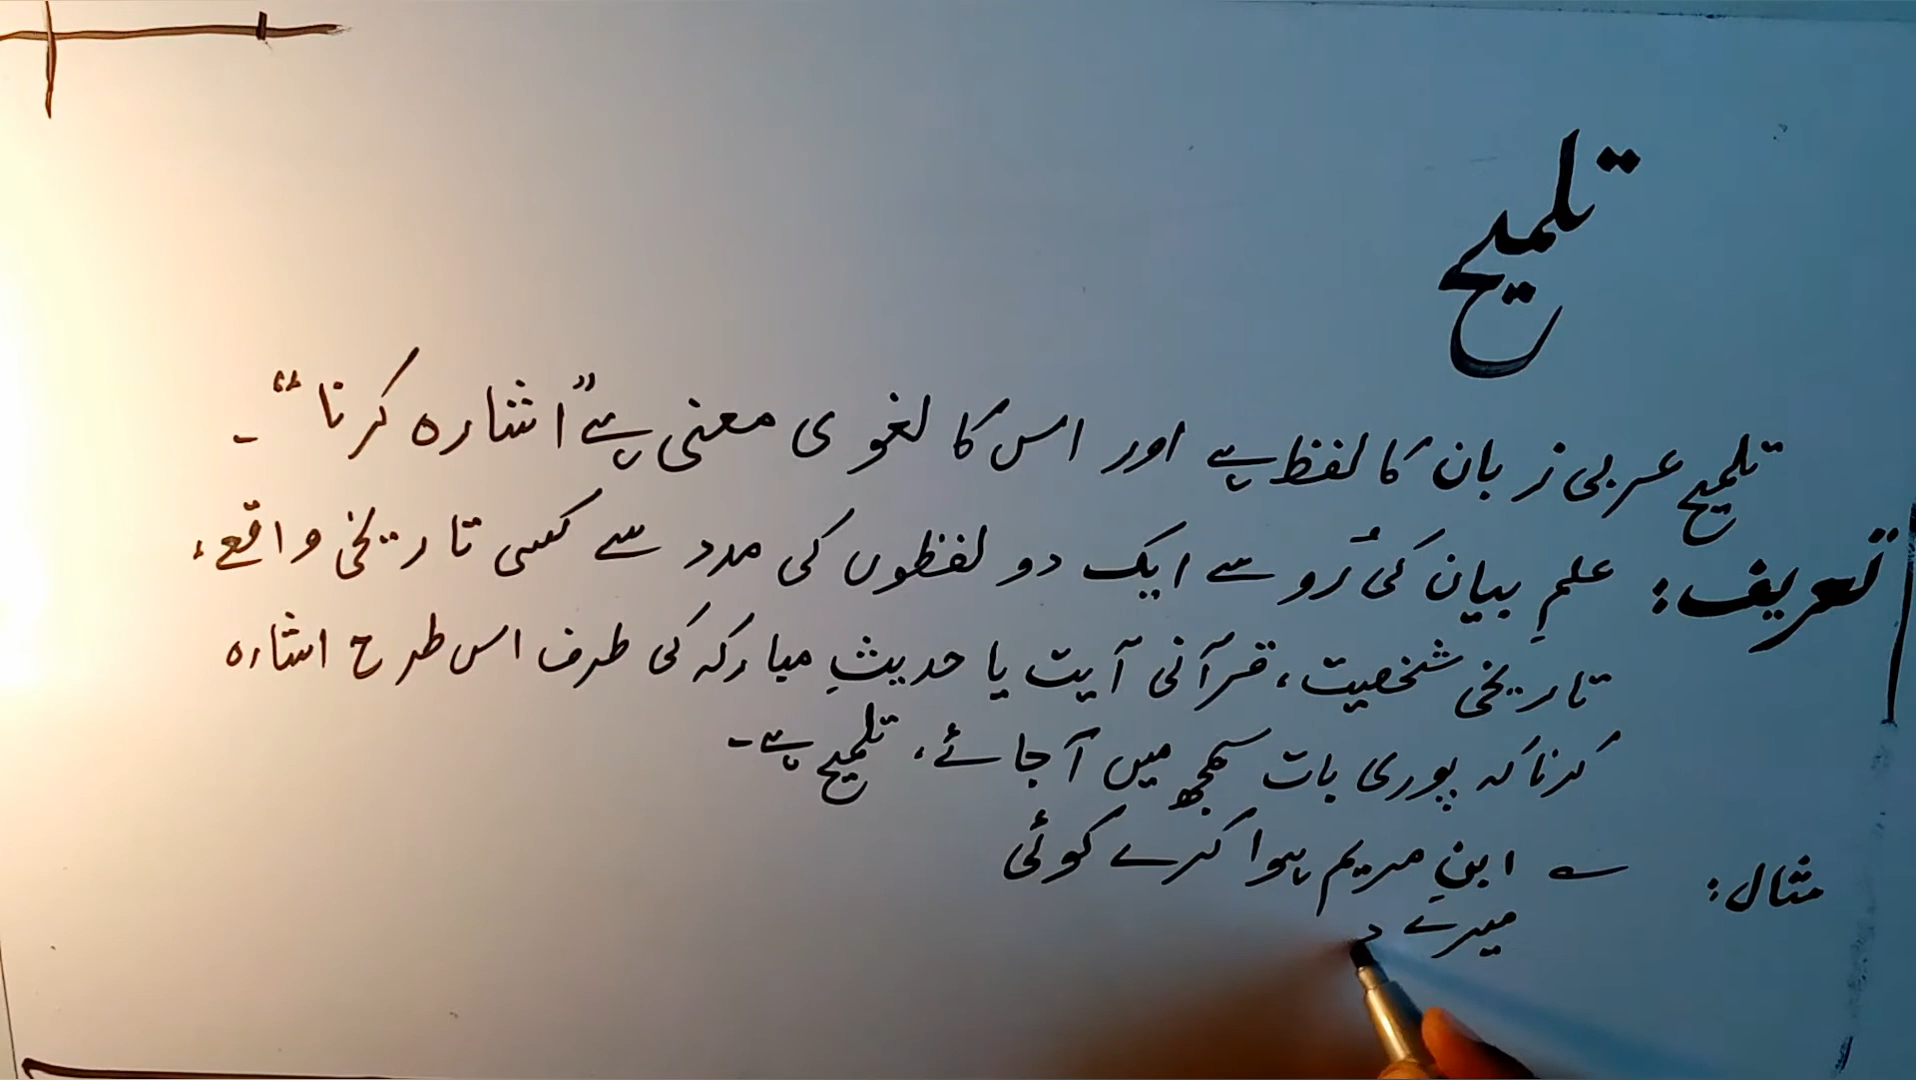 تلمیح
تلمیح عربی زبان کا لفظ ہے اور اس کا لغوی معنی ہے ”اشارہ کرنا“۔
تعریف: علمِ بیان کی رُو سے ایک دو لفظوں کی مدد سے کسی تاریخی واقعے،
تاریخی شخصیت، قرآنی آیت یا حدیثِ مبارکہ کی طرف اس طرح اشارہ
کرنا کہ پوری بات سمجھ میں آجائے، تلمیح ہے۔
مثال: ؎ ابنِ مریم ہوا کرے کوئی
میرے د